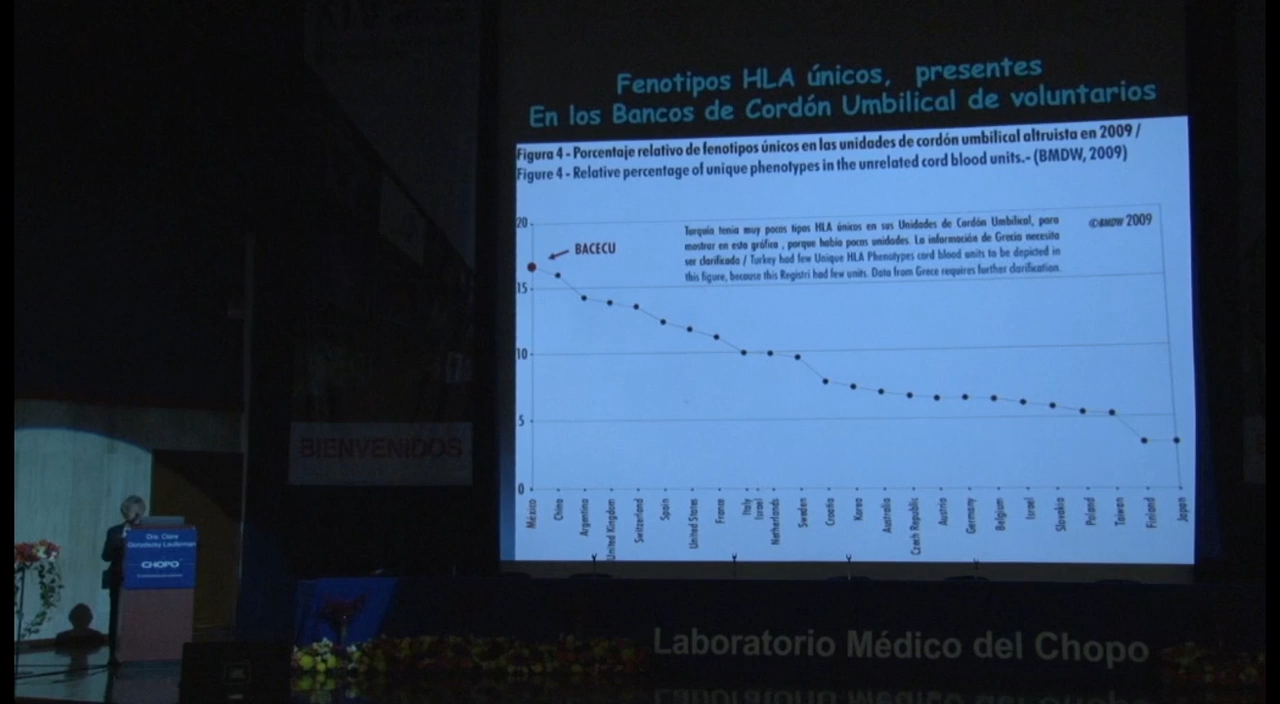 Fenotipos HLA únicos, presentes
En los Bancos de Cordón Umbilical de voluntarios
Figura 4 - Porcentaje relativo de fenotipos únicos en las unidades de cordón umbilical altruista en 2009 /
Figure 4 - Relative percentage of unique phenotypes in the unrelated cord blood units.- (BMDW, 2009)
Turquía tenia muy pocos tipos HLA únicos en sus Unidades de Cordón Umbilical, para
mostrar en esta gráfica , porque había pocas unidades. La información de Grecia necesita
ser clarificada / Turkey had few Unique HLA Phenotypes cord blood units to be depicted in
this figure, because this Registri had few units. Data from Grece requires further clarification.
©BMDW 2009
BACECU
20
15
10
5
0
México
China
Argentina
United Kingdom
Switzerland
Spain
United States
France
Italy
Israel
Netherlands
Sweden
Croatia
Korea
Australia
Czech Republic
Austria
Germany
Belgium
Israel
Slovakia
Poland
Taiwan
Finland
Japan
BIENVENIDOS
Dra. Clara
Gorodezky Lauferman
CHOPO
Laboratorio Médico del Chopo